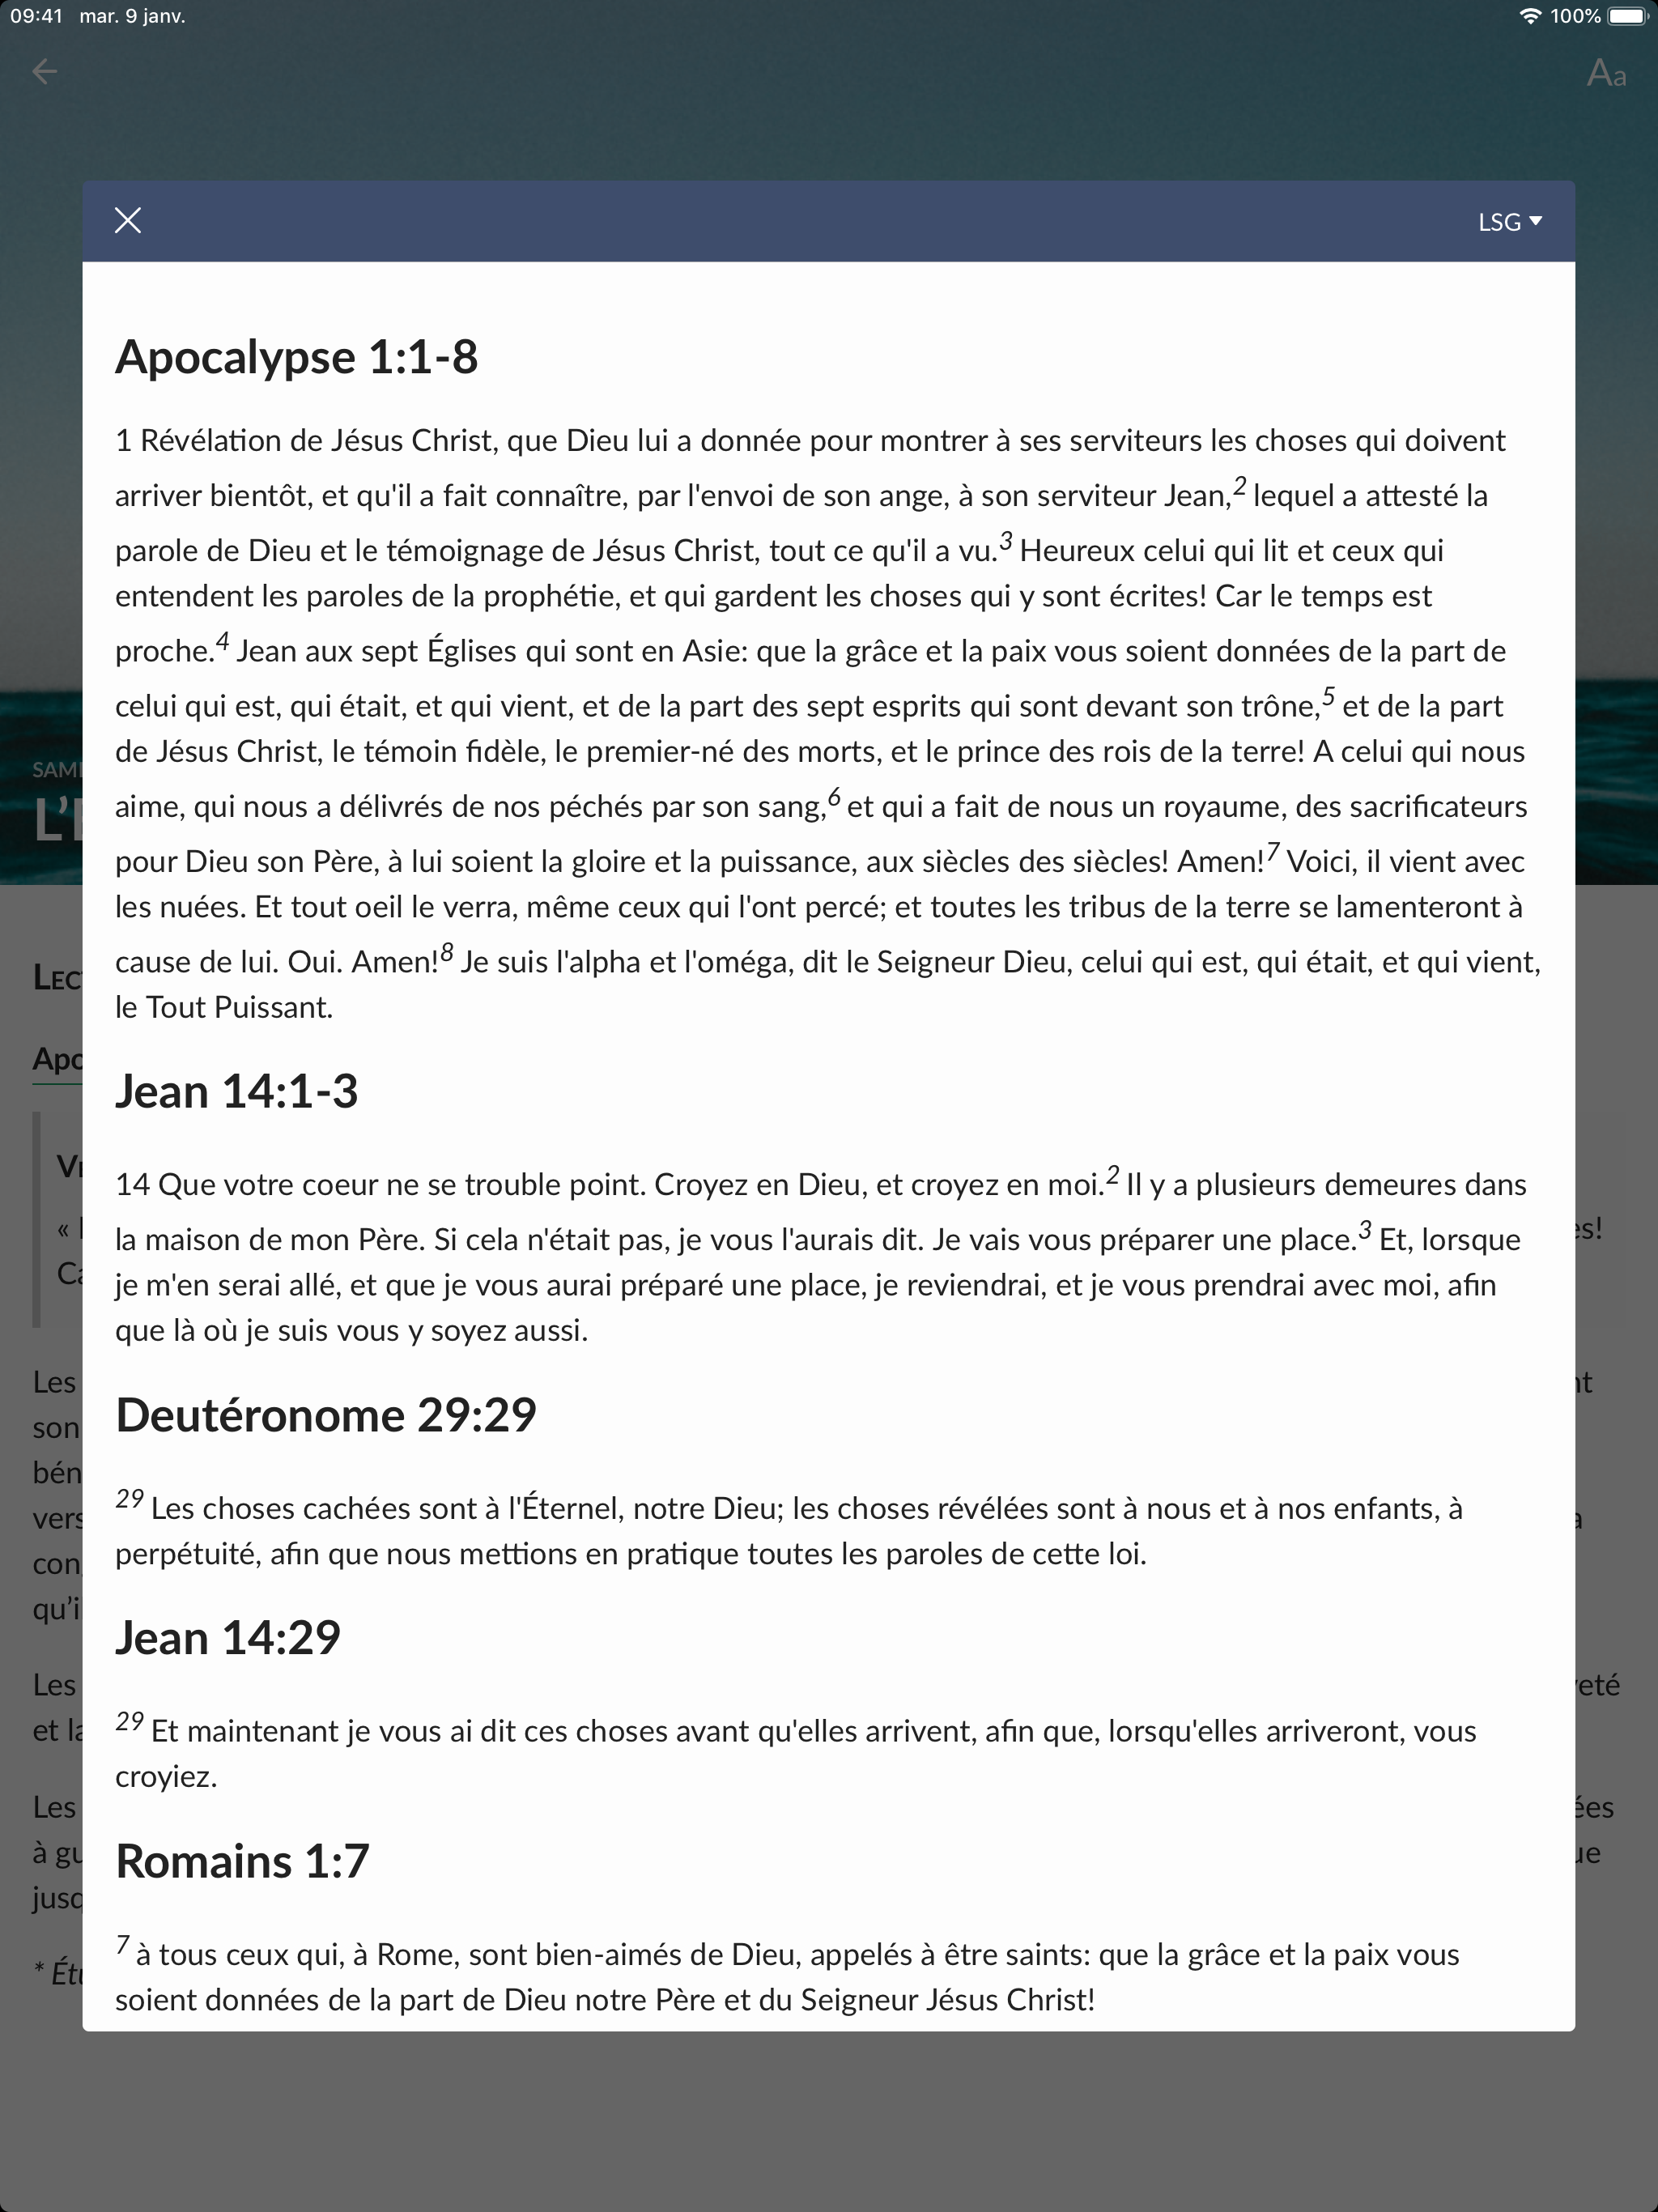 09:41 mar. 9 janv. 100%
Aa
LSG
Apocalypse 1:1-8
1 Révélation de Jésus Christ, que Dieu lui a donnée pour montrer à ses serviteurs les choses qui doivent
arriver bientôt, et qu'il a fait connaître, par l'envoi de son ange, à son serviteur Jean,2 lequel a attesté la
parole de Dieu et le témoignage de Jésus Christ, tout ce qu'il a vu.3 Heureux celui qui lit et ceux qui
entendent les paroles de la prophétie, et qui gardent les choses qui y sont écrites! Car le temps est
proche.4 Jean aux sept Églises qui sont en Asie: que la grâce et la paix vous soient données de la part de
celui qui est, qui était, et qui vient, et de la part des sept esprits qui sont devant son trône,5 et de la part
de Jésus Christ, le témoin fidèle, le premier-né des morts, et le prince des rois de la terre! A celui qui nous
aime, qui nous a délivrés de nos péchés par son sang,6 et qui a fait de nous un royaume, des sacrificateurs
pour Dieu son Père, à lui soient la gloire et la puissance, aux siècles des siècles! Amen!7 Voici, il vient avec
les nuées. Et tout oeil le verra, même ceux qui l'ont percé; et toutes les tribus de la terre se lamenteront à
cause de lui. Oui. Amen!8 Je suis l'alpha et l'oméga, dit le Seigneur Dieu, celui qui est, qui était, et qui vient,
le Tout Puissant.
Jean 14:1-3
14 Que votre coeur ne se trouble point. Croyez en Dieu, et croyez en moi.2 Il y a plusieurs demeures dans
la maison de mon Père. Si cela n'était pas, je vous l'aurais dit. Je vais vous préparer une place.3 Et, lorsque
je m'en serai allé, et que je vous aurai préparé une place, je reviendrai, et je vous prendrai avec moi, afin
que là où je suis vous y soyez aussi.
Deutéronome 29:29
29 Les choses cachées sont à l'Éternel, notre Dieu; les choses révélées sont à nous et à nos enfants, à
perpétuité, afin que nous mettions en pratique toutes les paroles de cette loi.
Jean 14:29
29 Et maintenant je vous ai dit ces choses avant qu'elles arrivent, afin que, lorsqu'elles arriveront, vous
croyiez.
Romains 1:7
7 à tous ceux qui, à Rome, sont bien-aimés de Dieu, appelés à être saints: que la grâce et la paix vous
soient données de la part de Dieu notre Père et du Seigneur Jésus Christ!
Les
son
Les
Les